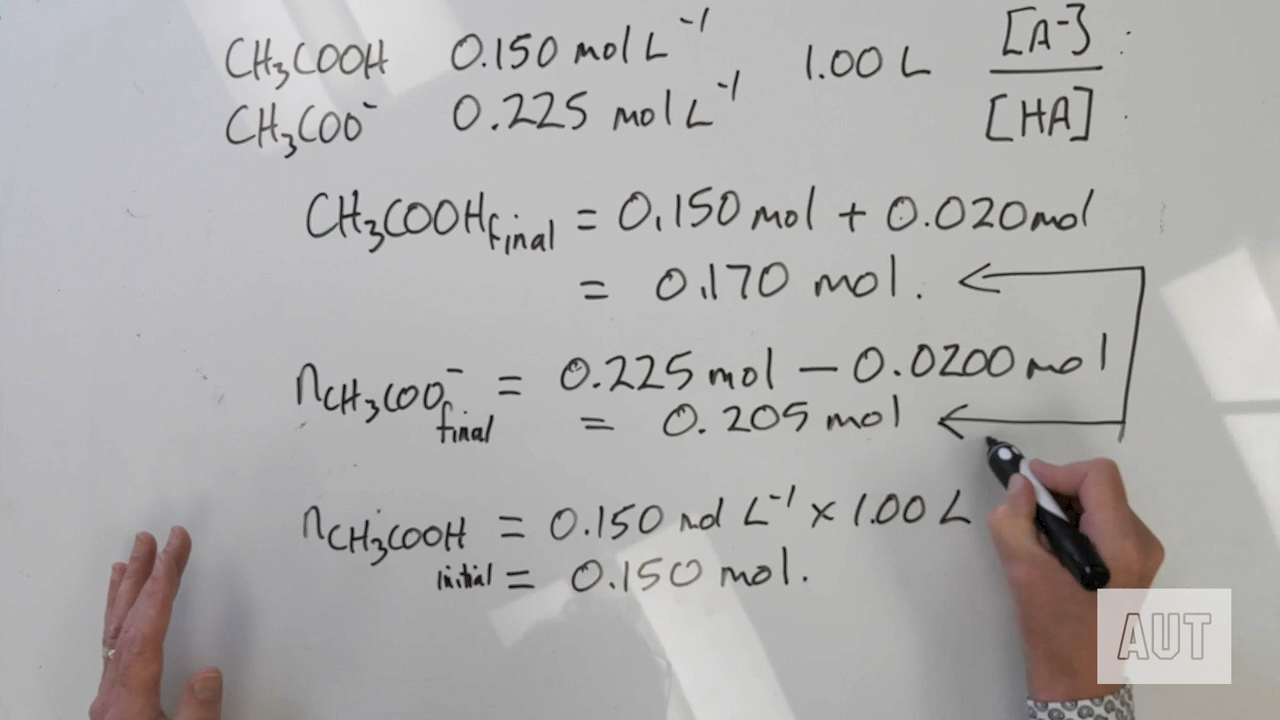 CH₃COOH 0.150 mol L⁻¹ 1.00 L [A-]
CH₃COO⁻ 0.225 mol L⁻¹ [HA]
CH₃COOH final = 0.150 mol + 0.020 mol
= 0.170 mol.
nCH₃COO⁻ final = 0.225 mol – 0.0200 mol
= 0.205 mol
nCH₃COOH = 0.150 mol L⁻¹ × 1.00 L
initial = 0.150 mol.
AUT